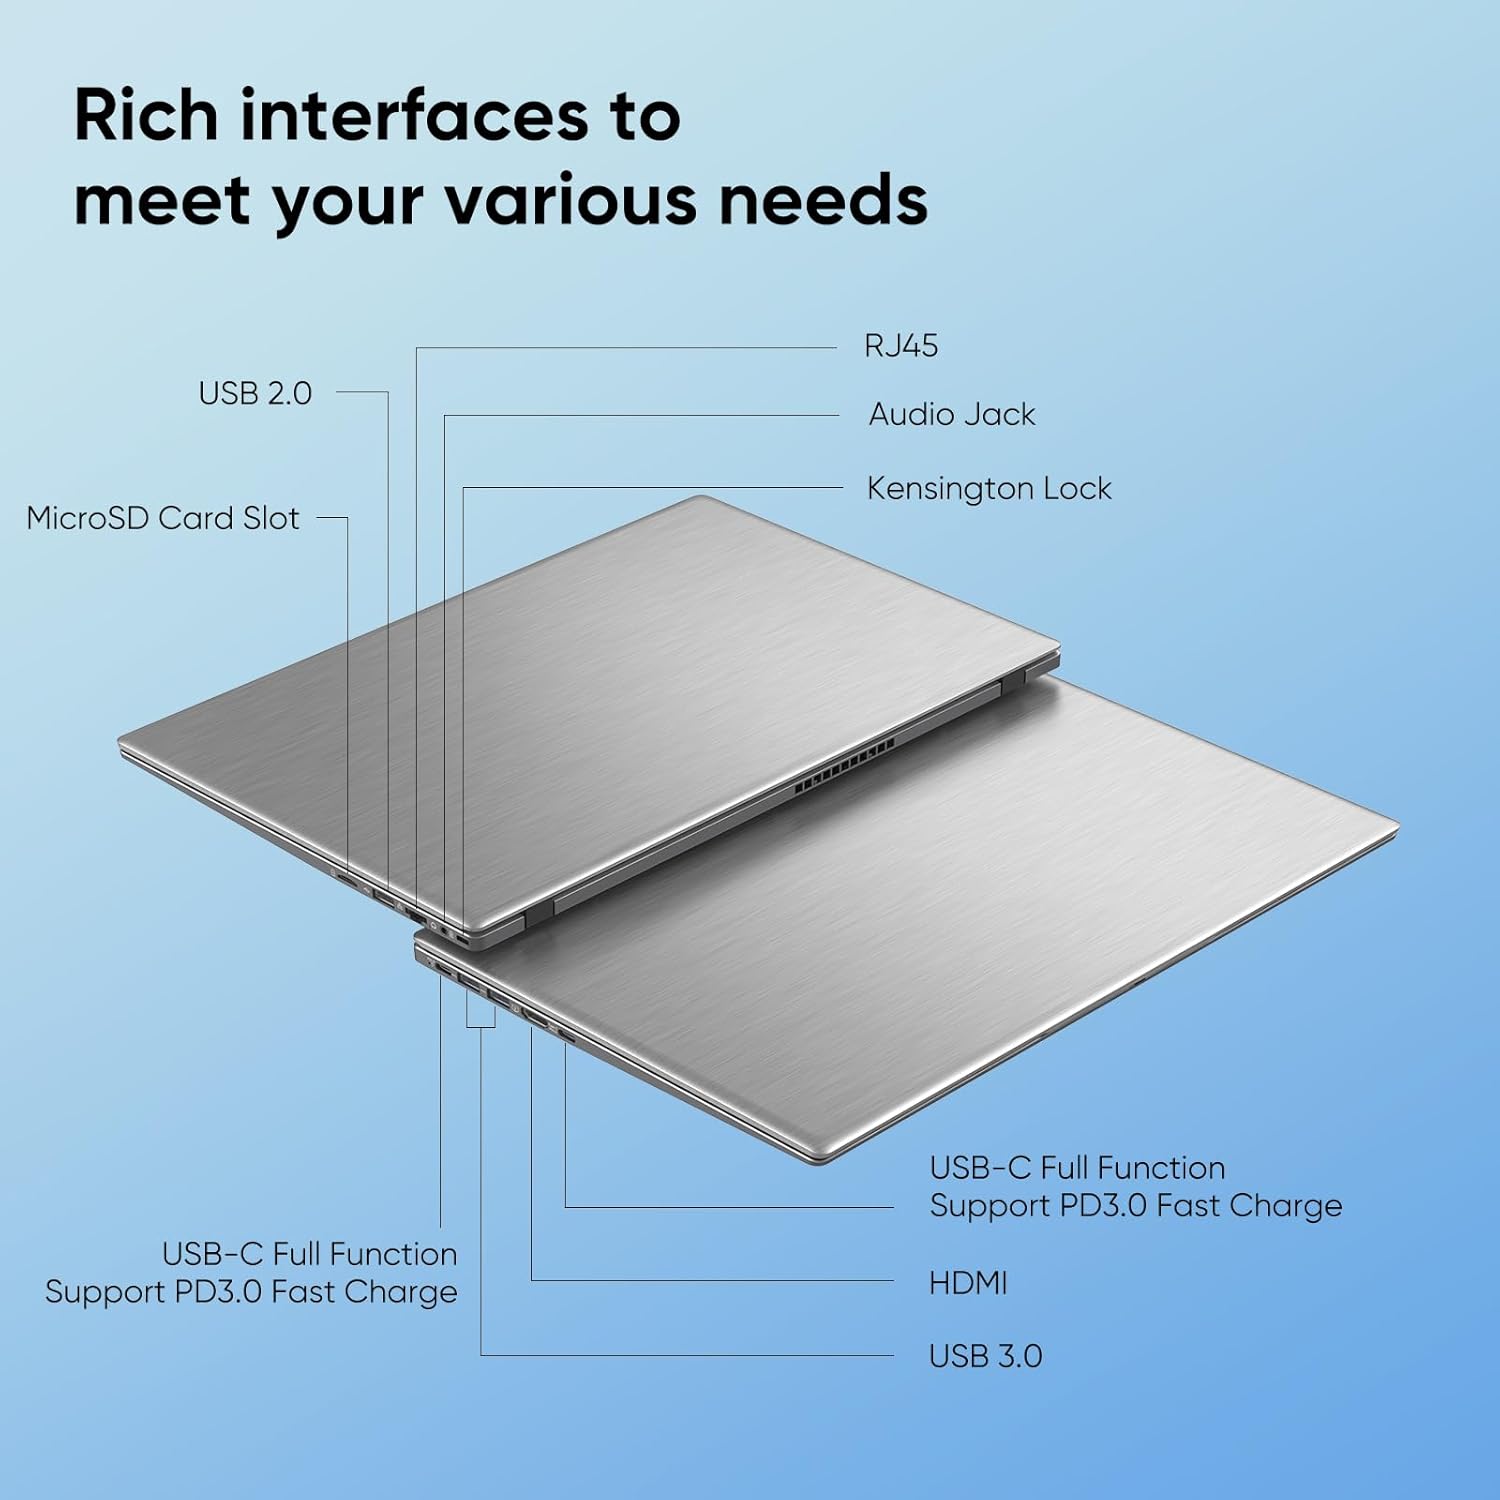 Rich interfaces to
meet your various needs
RJ45
USB 2.0
Audio Jack
Kensington Lock
MicroSD Card Slot
USB-C Full Function
Support PD3.0 Fast Charge
USB-C Full Function
Support PD3.0 Fast Charge
HDMI
USB 3.0